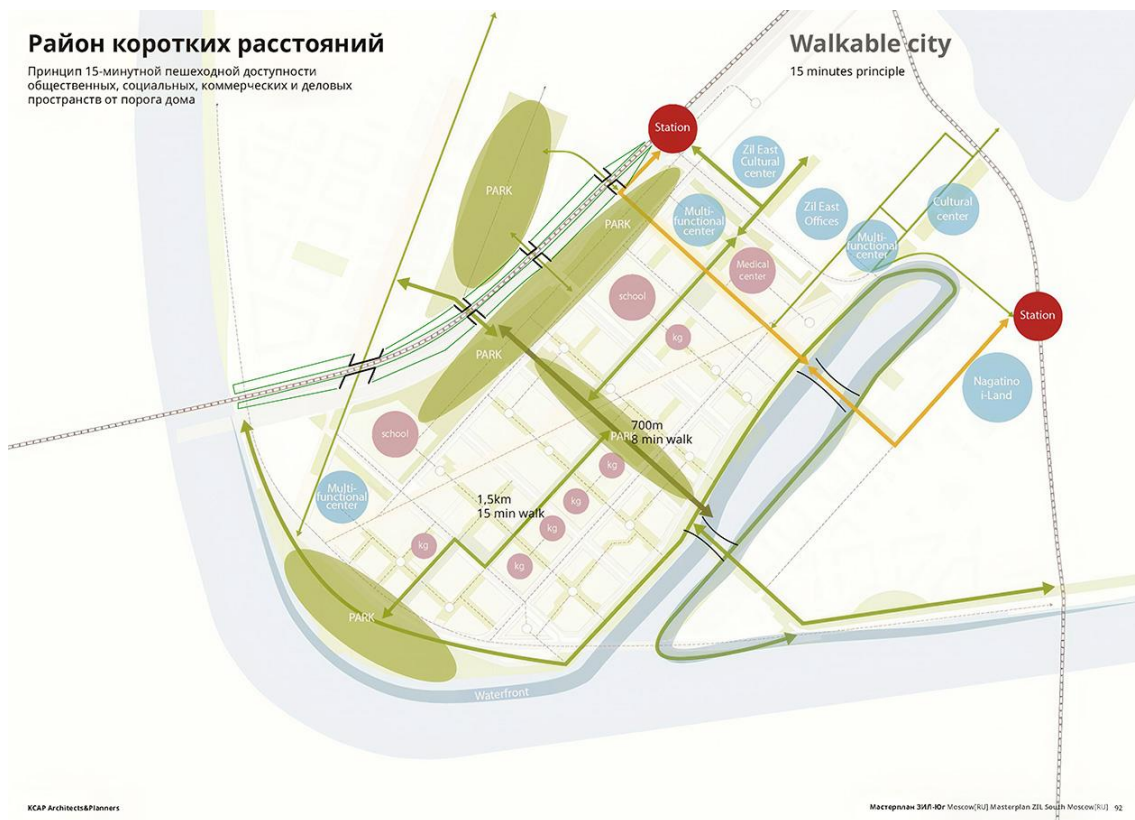 Район коротких расстояний
Принцип 15-минутной пешеходной доступности
общественных, социальных, коммерческих и деловых
пространств от порога дома
Walkable city
15 minutes principle
Station
Zil East
Cultural
center
PARK
PARK
Multi-
functional
center
Zil East
Offices
Cultural
center
Multi-
functional
center
Medical
center
school
Station
kg
PARK
Nagatino
i-Land
school
700m
PARK
8 min walk
kg
Multi-
functional
center
1,5km
15 min walk
kg
kg
kg
kg
PARK
Waterfront
KCAP Architects&Planners
Мастерплан ЗИЛ-Юг Moscow[RU] Masterplan ZIL South Moscow[RU] 92